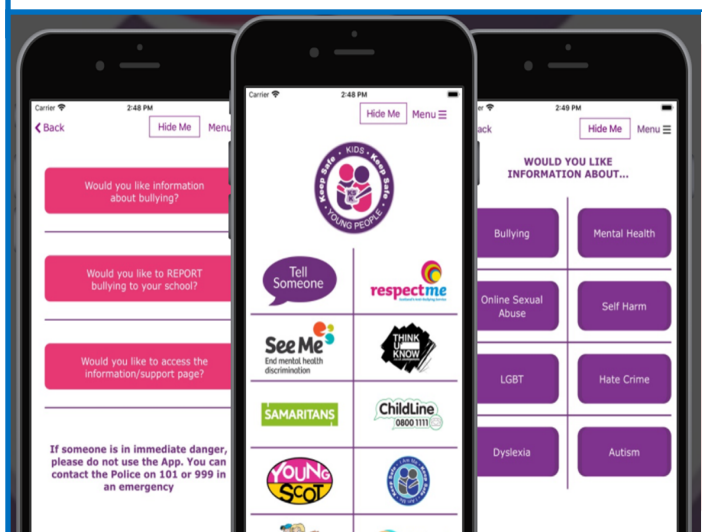 Carrier 2:48 PM
Back Hide Me Menu
Would you like information
about bullying?
Would you like to REPORT
bullying to your school?
Would you like to access the
information/support page?
If someone is in immediate danger,
please do not use the App. You can
contact the Police on 101 or 999 in
an emergency
Carrier 2:48 PM
Hide Me Menu
Keep Safe • KIDS • Keep Safe
YOUNG PEOPLE
Tell
Someone
respectme
See Me
End mental health
discrimination
THINK
U
KNOW
SAMARITANS
ChildLine
0800 1111
YOUNG
SCOT
er 2:49 PM
ack Hide Me Menu
WOULD YOU LIKE
INFORMATION ABOUT...
Bullying
Mental Health
Online Sexual
Abuse
Self Harm
LGBT
Hate Crime
Dyslexia
Autism